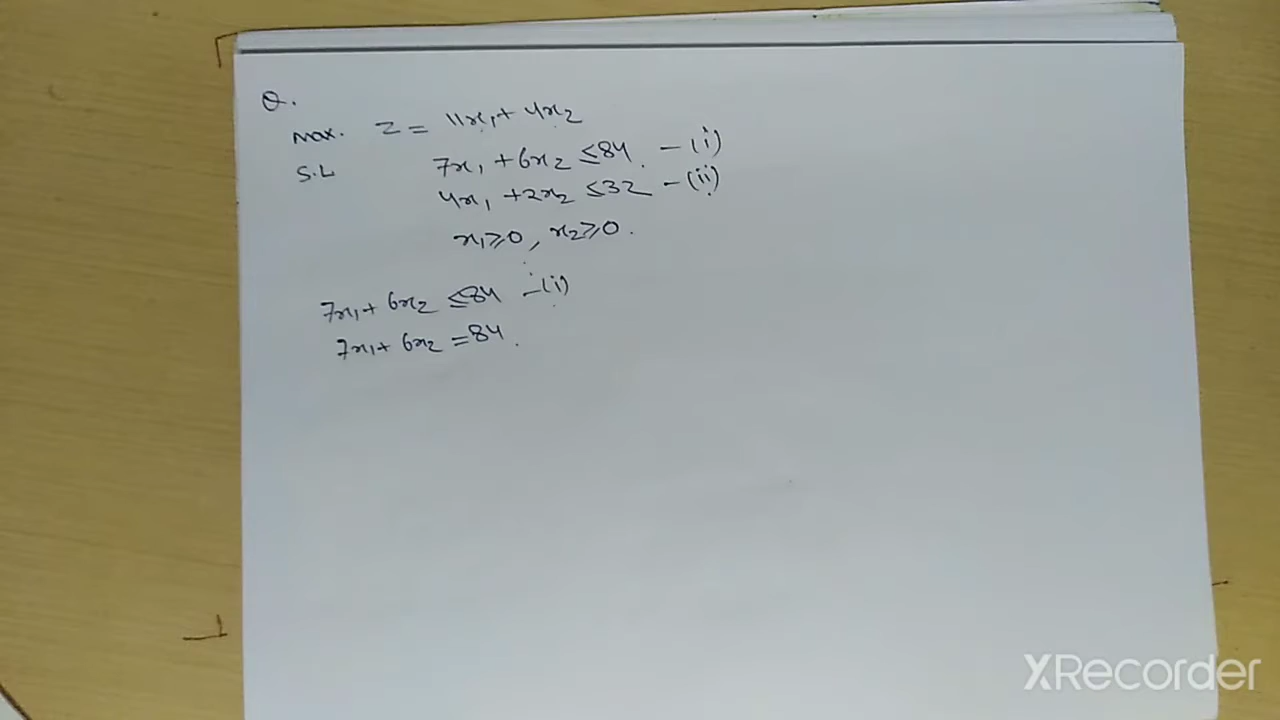 Q.
Max. Z = 11x₁ + 4x₂
S.t 7x₁ + 6x₂ ≤ 84 - (i)
4x₁ + 2x₂ ≤ 32 - (ii)
x₁ ≥ 0, x₂ ≥ 0.
7x₁ + 6x₂ ≤ 84 - (i)
7x₁ + 6x₂ = 84.
XRecorder